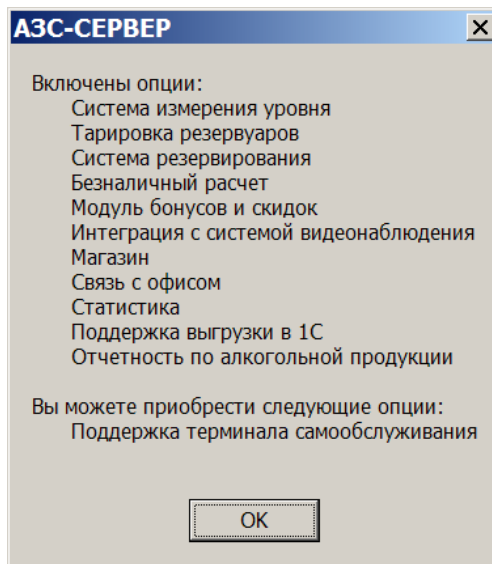 АЗС-СЕРВЕР
Включены опции:
Система измерения уровня
Тарировка резервуаров
Система резервирования
Безналичный расчет
Модуль бонусов и скидок
Интеграция с системой видеонаблюдения
Магазин
Связь с офисом
Статистика
Поддержка выгрузки в 1С
Отчетность по алкогольной продукции
Вы можете приобрести следующие опции:
Поддержка терминала самообслуживания
OK